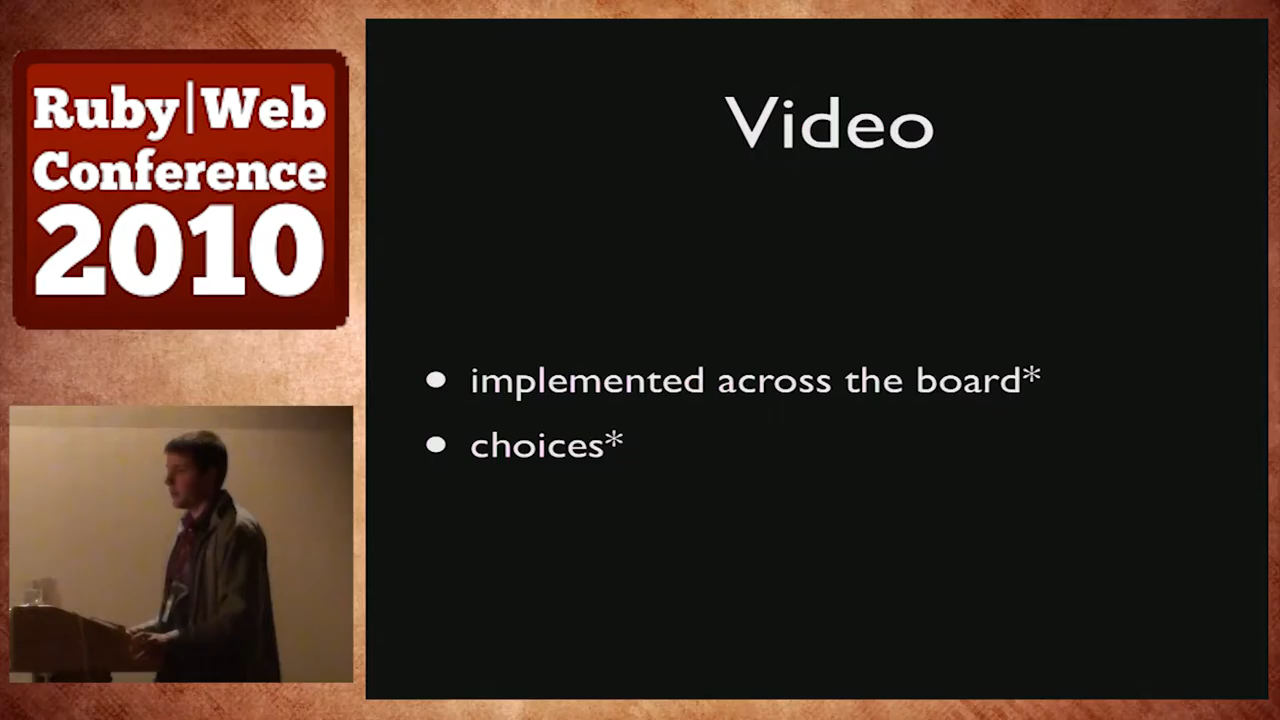 Ruby|Web
Conference
2010
Video
• implemented across the board*
• choices*